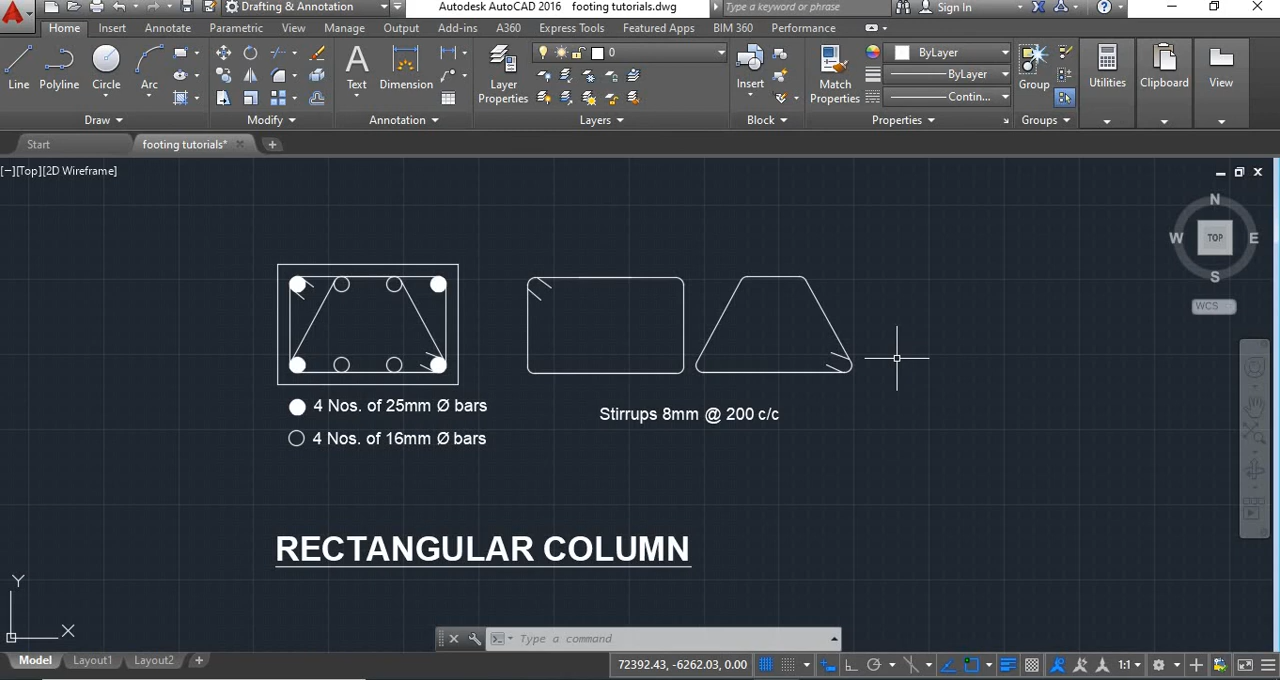 Drafting & Annotation
Autodesk AutoCAD 2016 footing tutorials.dwg
Type a keyword or phrase
Sign In
Home Insert Annotate Parametric View Manage Output Add-ins A360 Express Tools Featured Apps BIM 360 Performance
Line Polyline Circle Arc
Text Dimension
Layer Properties
0
Insert
Match Properties
ByLayer
ByLayer
Contin...
Group
Utilities
Clipboard
View
Draw Modify Annotation Layers Block Properties Groups
Start footing tutorials*
[−][Top][2D Wireframe]
N
W TOP E
S
WCS
4 Nos. of 25mm Ø bars
4 Nos. of 16mm Ø bars
Stirrups 8mm @ 200 c/c
RECTANGULAR COLUMN
Y
X
Type a command
Model Layout1 Layout2
72392.43, -6262.03, 0.00
1:1